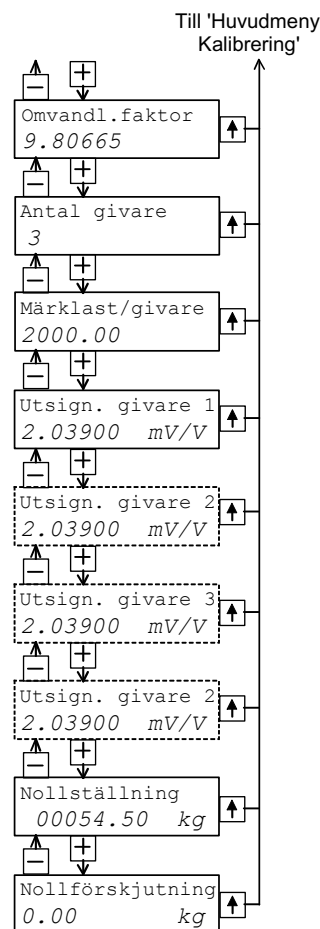 Till 'Huvudmeny
Kalibrering'
Omvandl.faktor
9.80665
Antal givare
3
Märklast/givare
2000.00
Utsign. givare 1
2.03900 mV/V
Utsign. givare 2
2.03900 mV/V
Utsign. givare 3
2.03900 mV/V
Utsign. givare 2
2.03900 mV/V
Nollställning
00054.50 kg
Nollförskjutning
0.00 kg